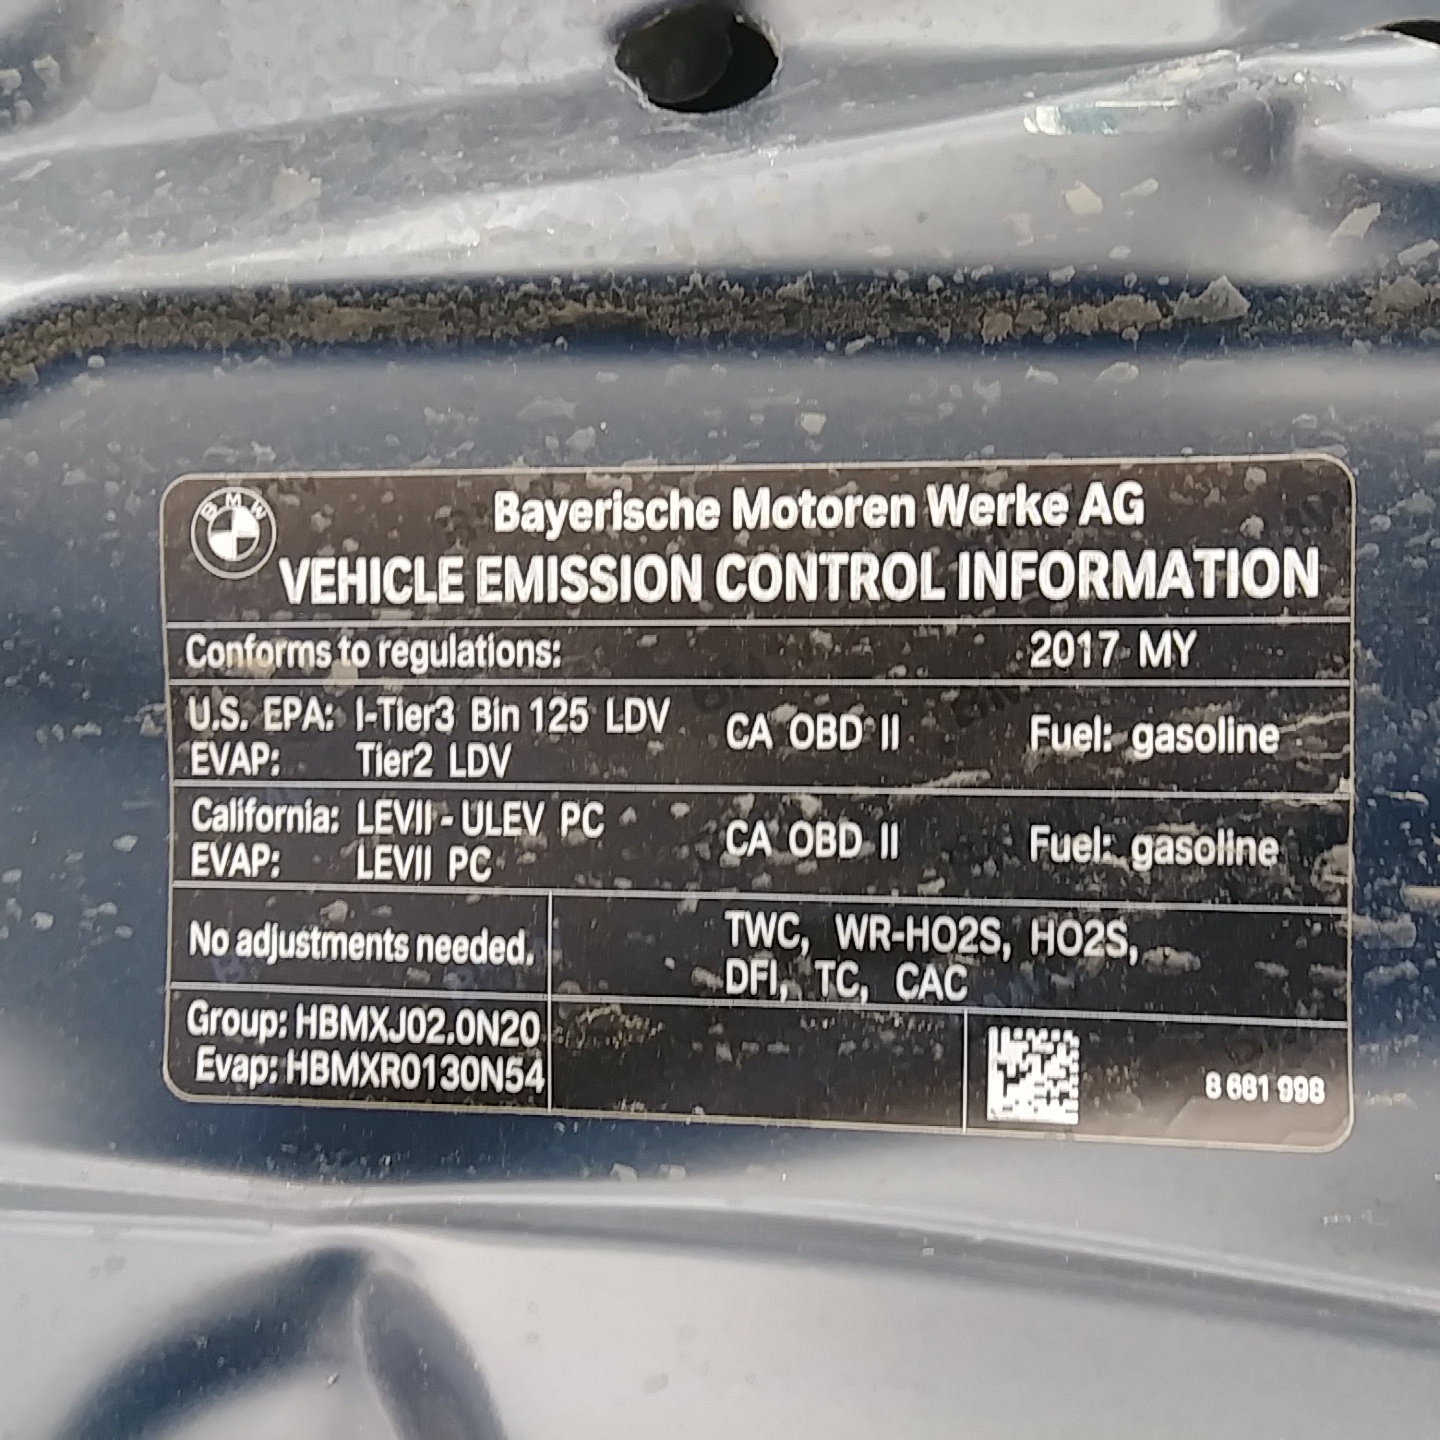 BMW
Bayerische Motoren Werke AG
VEHICLE EMISSION CONTROL INFORMATION
Conforms to regulations: 2017 MY
U.S. EPA: I-Tier3 Bin 125 LDV CA OBD II Fuel: gasoline
EVAP: Tier2 LDV
California: LEVII - ULEV PC CA OBD II Fuel: gasoline
EVAP: LEVII PC
No adjustments needed.
TWC, WR-HO2S, HO2S,
DFI, TC, CAC
Group: HBMXJ02.0N20
Evap: HBMXR0130N54
8 681 998